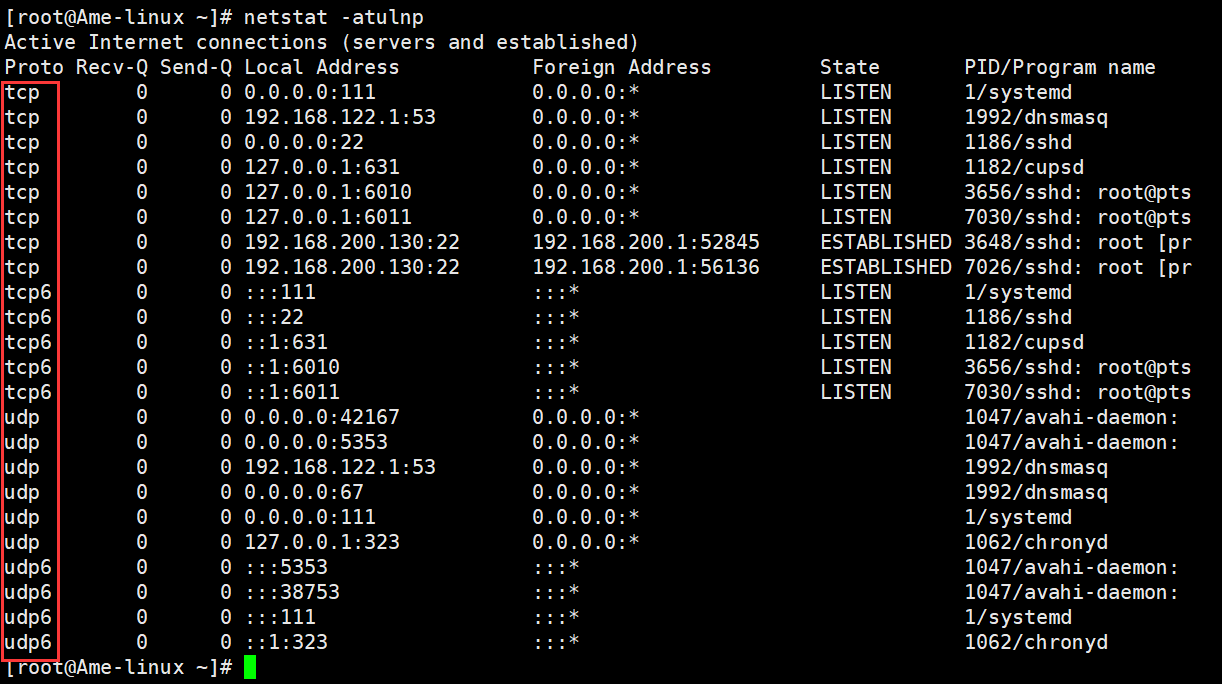 [root@Ame-linux ~]# netstat -atulnp
Active Internet connections (servers and established)
Proto Recv-Q Send-Q Local Address           Foreign Address         State       PID/Program name
tcp        0      0 0.0.0.0:111             0.0.0.0:*               LISTEN      1/systemd
tcp        0      0 192.168.122.1:53        0.0.0.0:*               LISTEN      1992/dnsmasq
tcp        0      0 0.0.0.0:22              0.0.0.0:*               LISTEN      1186/sshd
tcp        0      0 127.0.0.1:631           0.0.0.0:*               LISTEN      1182/cupsd
tcp        0      0 127.0.0.1:6010          0.0.0.0:*               LISTEN      3656/sshd: root@pts
tcp        0      0 127.0.0.1:6011          0.0.0.0:*               LISTEN      7030/sshd: root@pts
tcp        0      0 192.168.200.130:22      192.168.200.1:52845     ESTABLISHED 3648/sshd: root [pr
tcp        0      0 192.168.200.130:22      192.168.200.1:56136     ESTABLISHED 7026/sshd: root [pr
tcp6       0      0 :::111                  :::*                    LISTEN      1/systemd
tcp6       0      0 :::22                   :::*                    LISTEN      1186/sshd
tcp6       0      0 ::1:631                 :::*                    LISTEN      1182/cupsd
tcp6       0      0 ::1:6010                :::*                    LISTEN      3656/sshd: root@pts
tcp6       0      0 ::1:6011                :::*                    LISTEN      7030/sshd: root@pts
udp        0      0 0.0.0.0:42167           0.0.0.0:*                           1047/avahi-daemon:
udp        0      0 0.0.0.0:5353            0.0.0.0:*                           1047/avahi-daemon:
udp        0      0 192.168.122.1:53        0.0.0.0:*                           1992/dnsmasq
udp        0      0 0.0.0.0:67              0.0.0.0:*                           1992/dnsmasq
udp        0      0 0.0.0.0:111             0.0.0.0:*                           1/systemd
udp        0      0 127.0.0.1:323           0.0.0.0:*                           1062/chronyd
udp6       0      0 :::5353                 :::*                                1047/avahi-daemon:
udp6       0      0 :::38753                :::*                                1047/avahi-daemon:
udp6       0      0 :::111                  :::*                                1/systemd
udp6       0      0 ::1:323                 :::*                                1062/chronyd
[root@Ame-linux ~]#